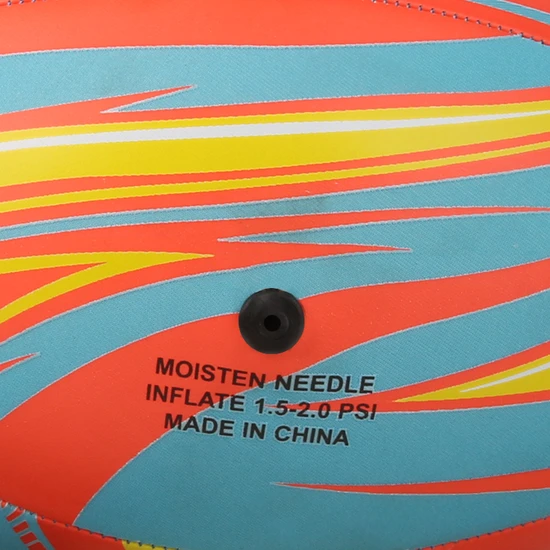 MOISTEN NEEDLE
INFLATE 1.5-2.0 PSI
MADE IN CHINA